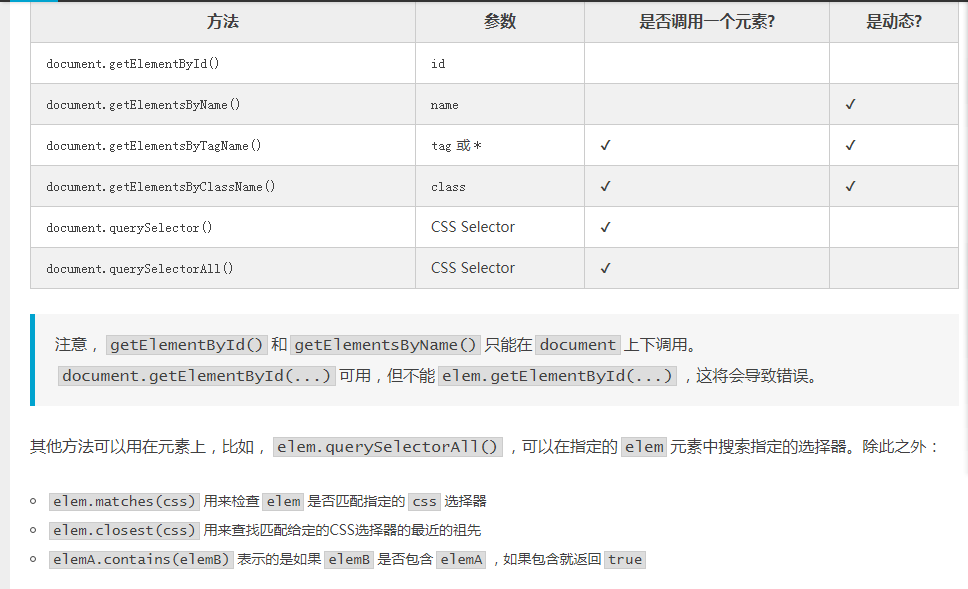 方法 参数 是否调用一个元素? 是动态?
document.getElementById() id
document.getElementsByName() name ✓
document.getElementsByTagName() tag 或 * ✓ ✓
document.getElementsByClassName() class ✓ ✓
document.querySelector() CSS Selector ✓
document.querySelectorAll() CSS Selector ✓
注意，getElementById() 和 getElementsByName() 只能在 document 上下调用。
document.getElementById(...) 可用，但不能 elem.getElementById(...) ，这将会导致错误。
其他方法可以用在元素上，比如，elem.querySelectorAll() ，可以在指定的 elem 元素中搜索指定的选择器。除此之外：
elem.matches(css) 用来检查 elem 是否匹配指定的 css 选择器
elem.closest(css) 用来查找匹配给定的CSS选择器的最近的祖先
elemA.contains(elemB) 表示的是如果 elemB 是否包含 elemA ，如果包含就返回 true